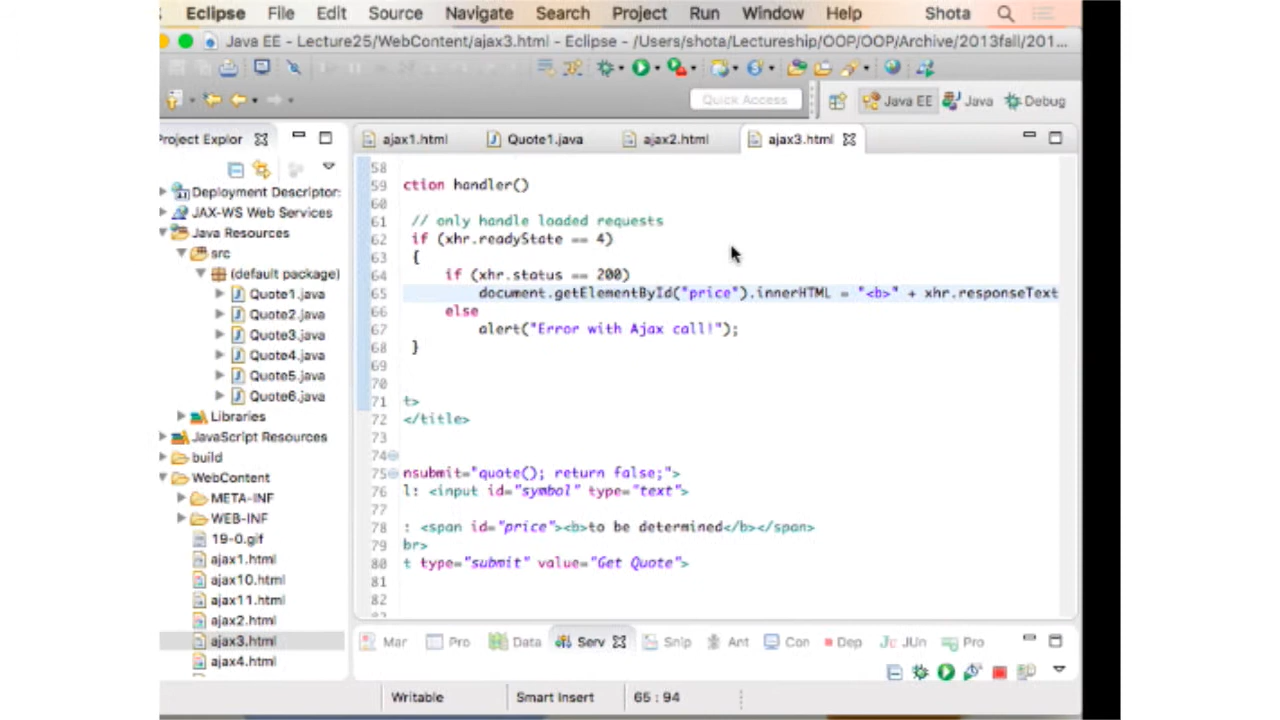 Eclipse File Edit Source Navigate Search Project Run Window Help Shota
Java EE - Lecture25/WebContent/ajax3.html - Eclipse - /Users/shota/Lectureship/OOP/OOP/Archive/2013fall/201...
Quick Access Java EE Java Debug
Project Explor
ajax1.html Quote1.java ajax2.html ajax3.html
Deployment Descriptor:
JAX-WS Web Services
Java Resources
src
(default package)
Quote1.java
Quote2.java
Quote3.java
Quote4.java
Quote5.java
Quote6.java
Libraries
JavaScript Resources
build
WebContent
META-INF
WEB-INF
19-0.gif
ajax1.html
ajax10.html
ajax11.html
ajax2.html
ajax3.html
ajax4.html
58
59 ction handler()
60
61 // only handle loaded requests
62 if (xhr.readyState == 4)
63 {
64 if (xhr.status == 200)
65 document.getElementById("price").innerHTML = "<b>" + xhr.responseText
66 else
67 alert("Error with Ajax call!");
68 }
69
70
71 t>
72 </title>
73
74
75 nsubmit="quote(); return false;">
76 l: <input id="symbol" type="text">
77
78 : <span id="price"><b>to be determined</b></span>
79 br>
80 t type="submit" value="Get Quote">
81
82
Mar Pro Data Serv Snip Ant Con Dep JUn Pro
Writable Smart Insert 65 : 94